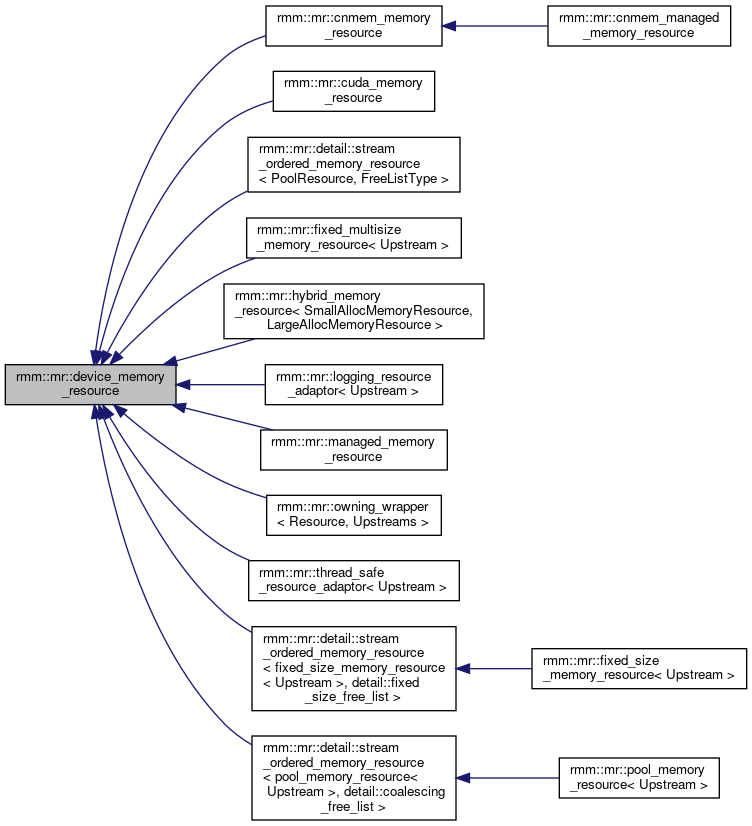 rmm::mr::cnmem_memory
_resource
rmm::mr::cnmem_managed
_memory_resource
rmm::mr::cuda_memory
_resource
rmm::mr::detail::stream
_ordered_memory_resource
< PoolResource, FreeListType >
rmm::mr::fixed_multisize
_memory_resource< Upstream >
rmm::mr::hybrid_memory
_resource< SmallAllocMemoryResource,
LargeAllocMemoryResource >
rmm::mr::device_memory
_resource
rmm::mr::logging_resource
_adaptor< Upstream >
rmm::mr::managed_memory
_resource
rmm::mr::owning_wrapper
< Resource, Upstreams >
rmm::mr::thread_safe
_resource_adaptor< Upstream >
rmm::mr::detail::stream
_ordered_memory_resource
< fixed_size_memory_resource
< Upstream >, detail::fixed
_size_free_list >
rmm::mr::fixed_size
_memory_resource< Upstream >
rmm::mr::detail::stream
_ordered_memory_resource
< pool_memory_resource<
Upstream >, detail::coalescing
_free_list >
rmm::mr::pool_memory
_resource< Upstream >